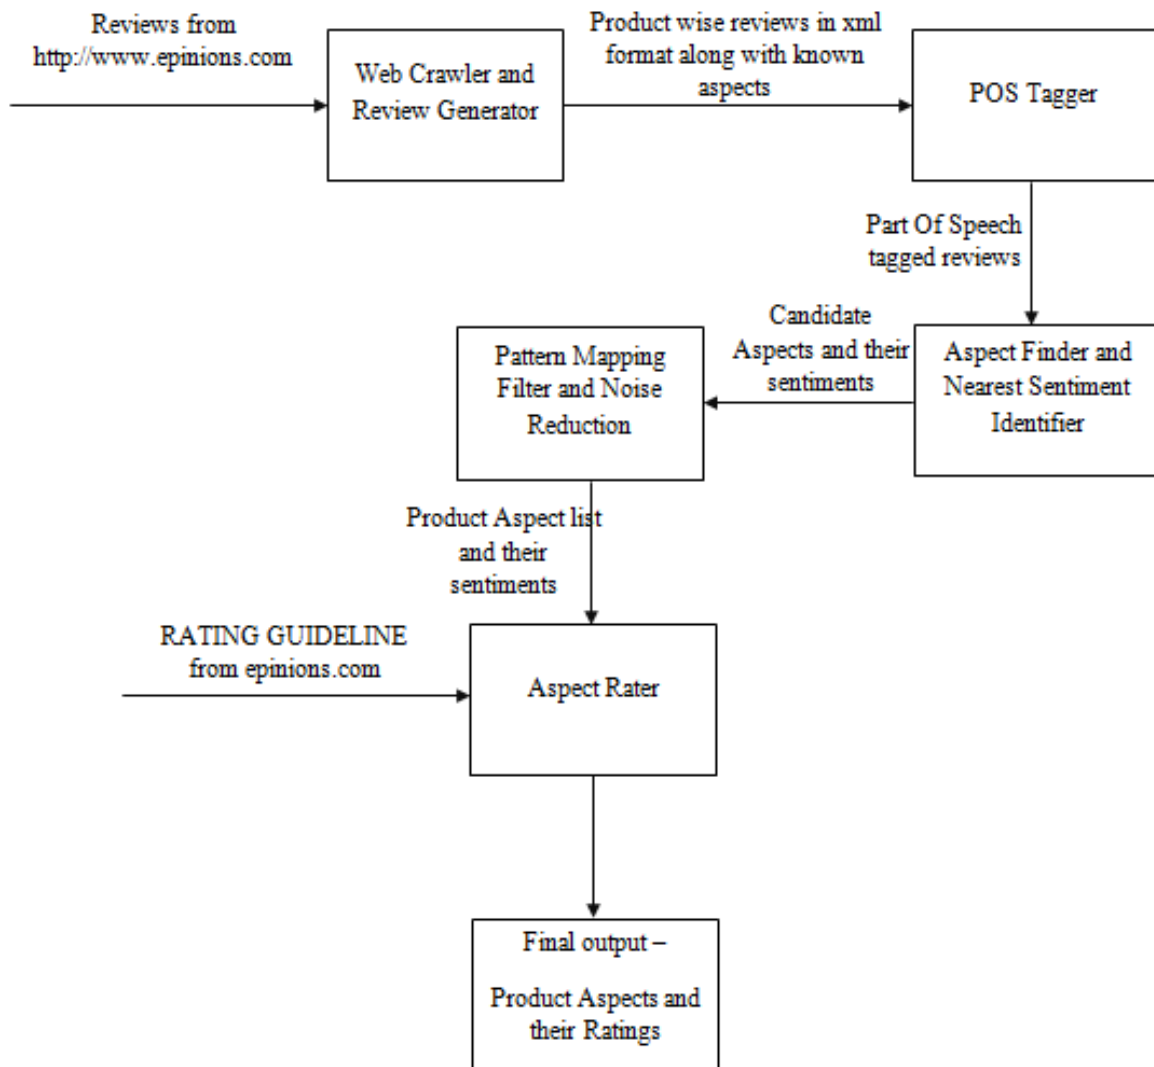 Reviews from
http://www.epinions.com
Web Crawler and
Review Generator
Product wise reviews in xml
format along with known
aspects
POS Tagger
Part Of Speech
tagged reviews
Aspect Finder and
Nearest Sentiment
Identifier
Candidate
Aspects and their
sentiments
Pattern Mapping
Filter and Noise
Reduction
Product Aspect list
and their
sentiments
RATING GUIDELINE
from epinions.com
Aspect Rater
Final output –
Product Aspects and
their Ratings